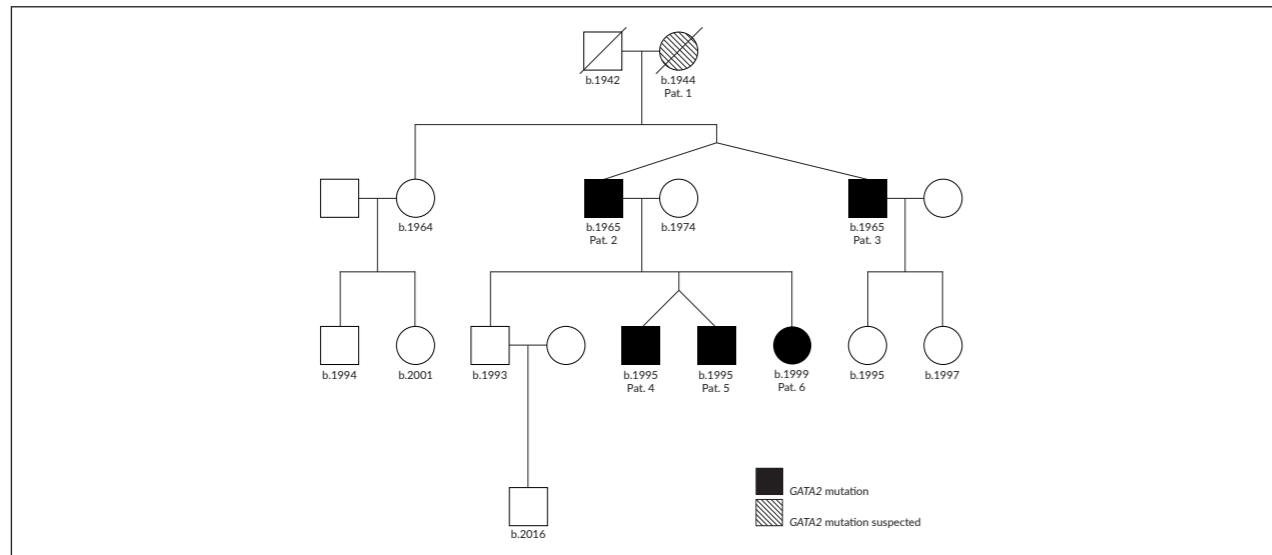 b.1942
b.1944
Pat. 1
b.1964
b.1965
Pat. 2
b.1974
b.1965
Pat. 3
b.1994
b.2001
b.1993
b.1995
Pat. 4
b.1995
Pat. 5
b.1999
Pat. 6
b.1995
b.1997
GATA2 mutation
GATA2 mutation suspected
b.2016